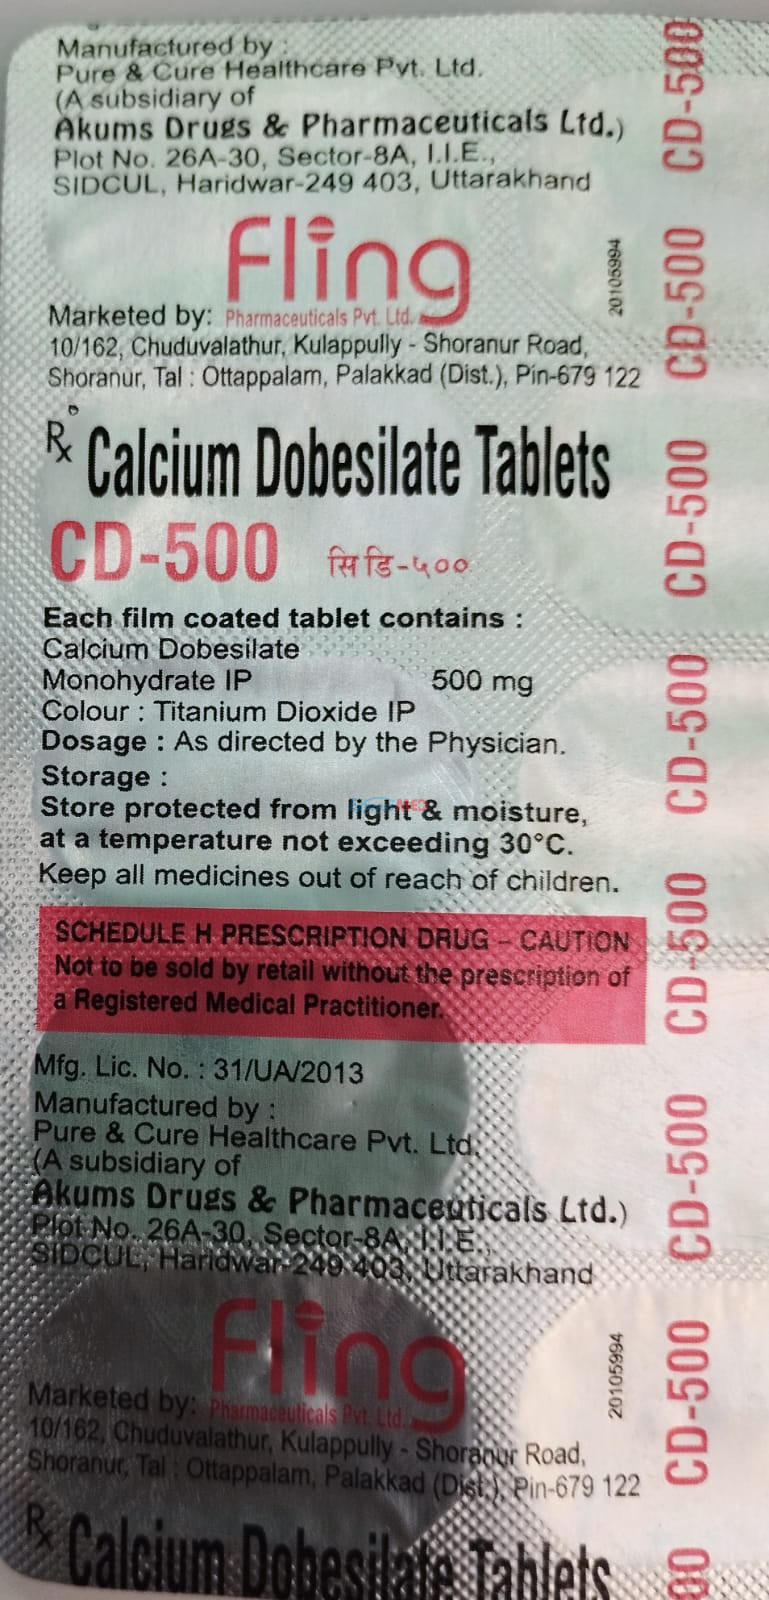 Manufactured by :
Pure & Cure Healthcare Pvt. Ltd.
(A subsidiary of
Akums Drugs & Pharmaceuticals Ltd.)
Plot No. 26A-30, Sector-8A, I.I.E.,
SIDCUL, Haridwar-249 403, Uttarakhand
Fling
Marketed by: Pharmaceuticals Pvt. Ltd.
10/162, Chuduvalathur, Kulappully - Shoranur Road,
Shoranur, Tal : Ottappalam, Palakkad (Dist.), Pin-679 122
20105994
Rx Calcium Dobesilate Tablets
CD-500 सि डि-५००
Each film coated tablet contains :
Calcium Dobesilate
Monohydrate IP 500 mg
Colour : Titanium Dioxide IP
Dosage : As directed by the Physician.
Storage :
Store protected from light & moisture,
at a temperature not exceeding 30°C.
Keep all medicines out of reach of children.
SCHEDULE H PRESCRIPTION DRUG – CAUTION
Not to be sold by retail without the prescription of
a Registered Medical Practitioner.
Mfg. Lic. No. : 31/UA/2013
Manufactured by :
Pure & Cure Healthcare Pvt. Ltd.
(A subsidiary of
Akums Drugs & Pharmaceuticals Ltd.)
Plot No. 26A-30, Sector-8A, I.I.E.,
SIDCUL, Haridwar-249 403, Uttarakhand
Fling
Marketed by: Pharmaceuticals Pvt. Ltd.
10/162, Chuduvalathur, Kulappully - Shoranur Road,
Shoranur, Tal : Ottappalam, Palakkad (Dist.), Pin-679 122
20105994
Rx Calcium Dobesilate Tablets
CD-500
CD-500
CD-500
CD-500
CD-500
CD-500
CD-500
00